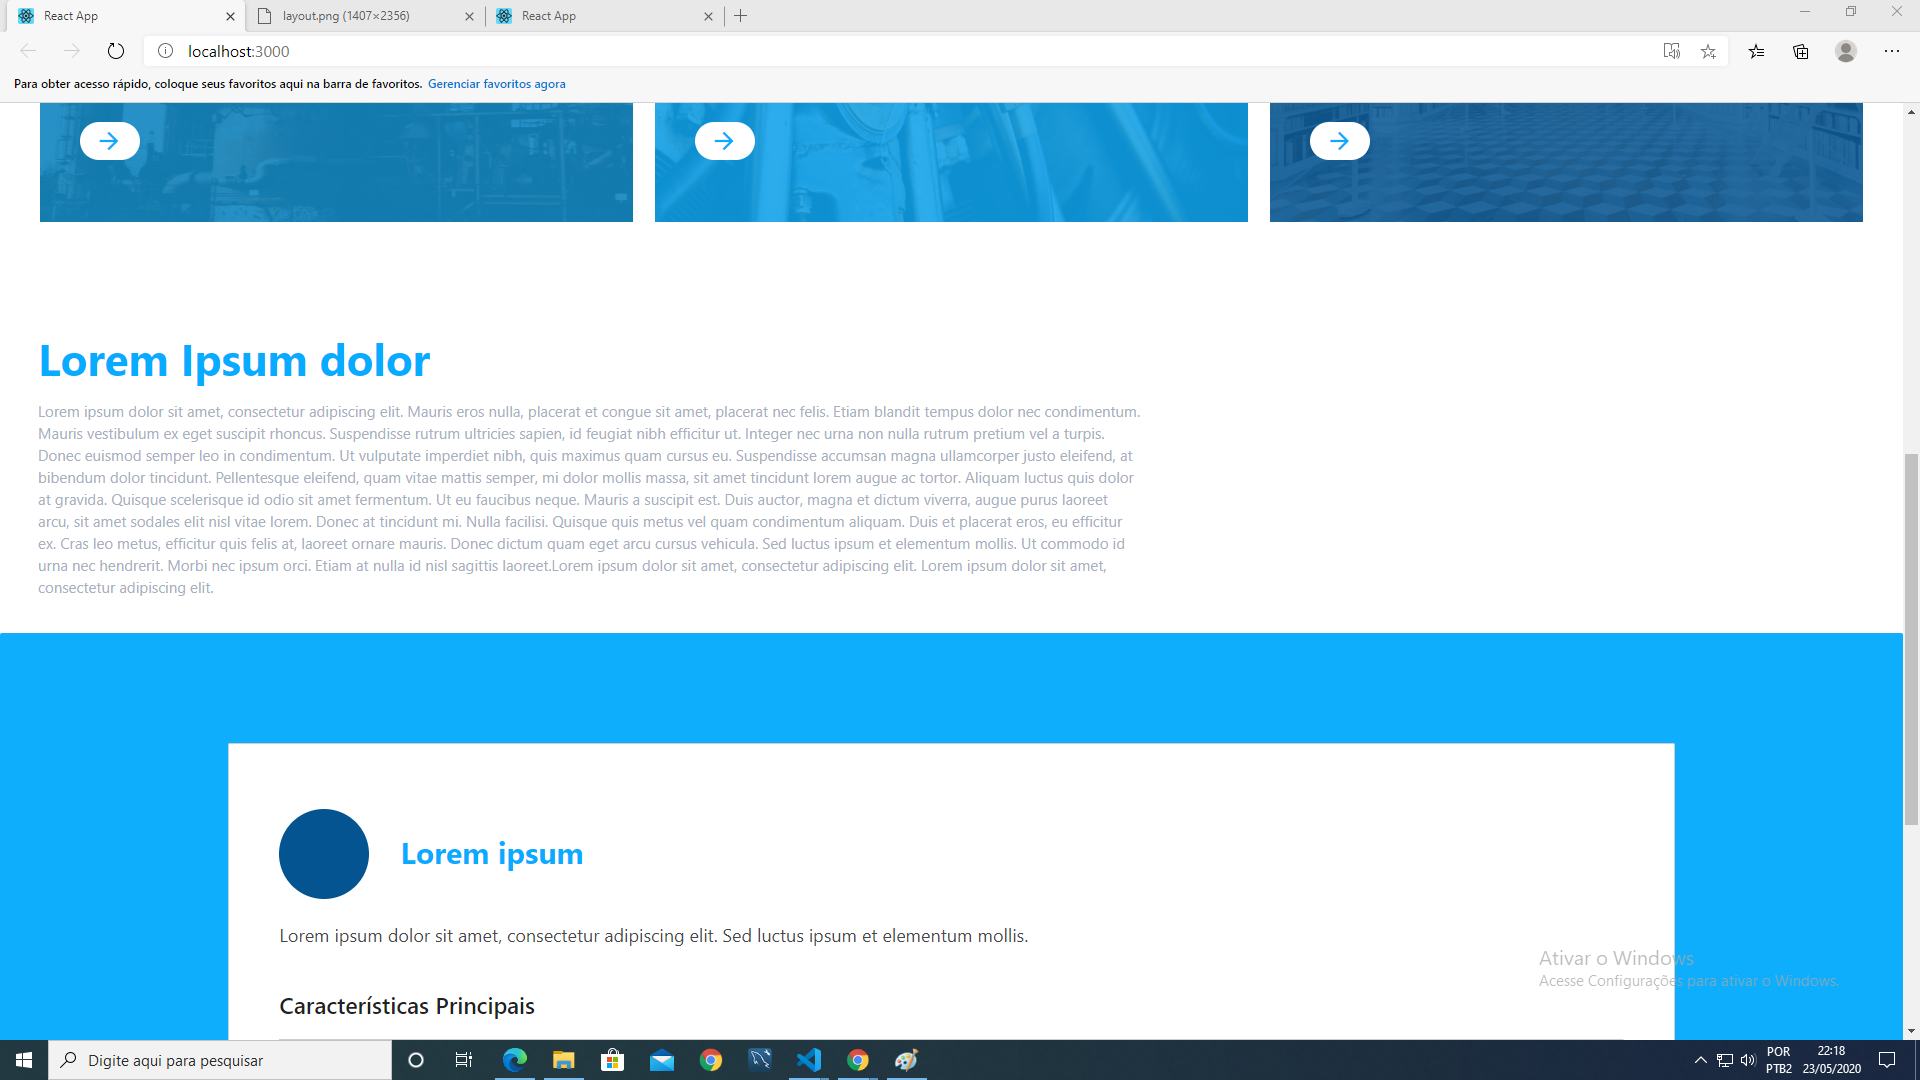 React App
layout.png (1407×2356)
React App
localhost:3000
Para obter acesso rápido, coloque seus favoritos aqui na barra de favoritos. Gerenciar favoritos agora
Lorem Ipsum dolor
Lorem ipsum dolor sit amet, consectetur adipiscing elit. Mauris eros nulla, placerat et congue sit amet, placerat nec felis. Etiam blandit tempus dolor nec condimentum.
Mauris vestibulum ex eget suscipit rhoncus. Suspendisse rutrum ultricies sapien, id feugiat nibh efficitur ut. Integer nec urna non nulla rutrum pretium vel a turpis.
Donec euismod semper leo in condimentum. Ut vulputate imperdiet nibh, quis maximus quam cursus eu. Suspendisse accumsan magna ullamcorper justo eleifend, at
bibendum dolor tincidunt. Pellentesque eleifend, quam vitae mattis semper, mi dolor mollis massa, sit amet tincidunt lorem augue ac tortor. Aliquam luctus quis dolor
at gravida. Quisque scelerisque id odio sit amet fermentum. Ut eu faucibus neque. Mauris a suscipit est. Duis auctor, magna et dictum viverra, augue purus laoreet
arcu, sit amet sodales elit nisl vitae lorem. Donec at tincidunt mi. Nulla facilisi. Quisque quis metus vel quam condimentum aliquam. Duis et placerat eros, eu efficitur
ex. Cras leo metus, efficitur quis felis at, laoreet ornare mauris. Donec dictum quam eget arcu cursus vehicula. Sed luctus ipsum et elementum mollis. Ut commodo id
urna nec hendrerit. Morbi nec ipsum orci. Etiam at nulla id nisl sagittis laoreet.Lorem ipsum dolor sit amet, consectetur adipiscing elit. Lorem ipsum dolor sit amet,
consectetur adipiscing elit.
Lorem ipsum
Lorem ipsum dolor sit amet, consectetur adipiscing elit. Sed luctus ipsum et elementum mollis.
Características Principais
Ativar o Windows
Acesse Configurações para ativar o Windows.
Digite aqui para pesquisar
POR
PTB2
22:18
23/05/2020